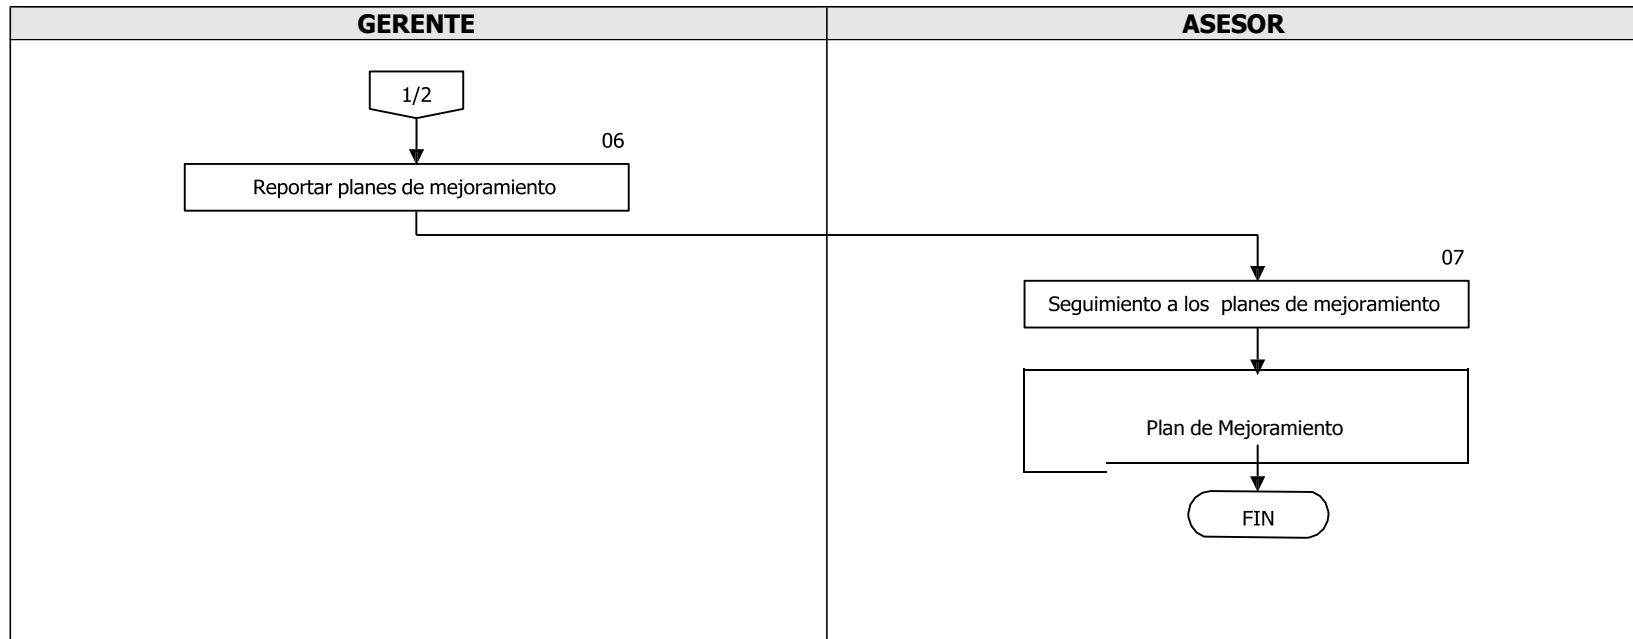 GERENTE
ASESOR
1/2
06
Reportar planes de mejoramiento
07
Seguimiento a los  planes de mejoramiento
Plan de Mejoramiento
FIN